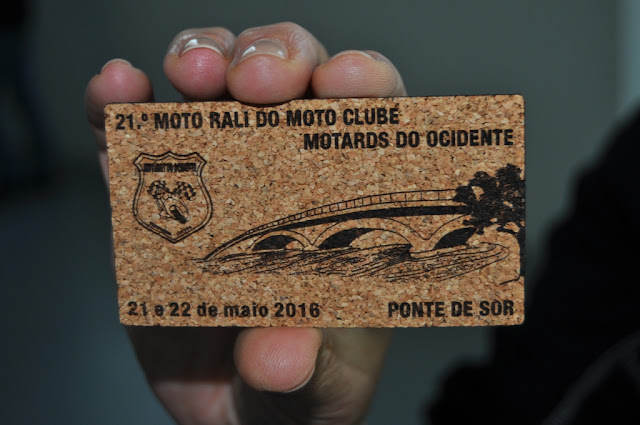 21.º MOTO RALI DO MOTO CLUBE
MOTARDS DO OCIDENTE
21 e 22 de maio 2016
PONTE DE SOR